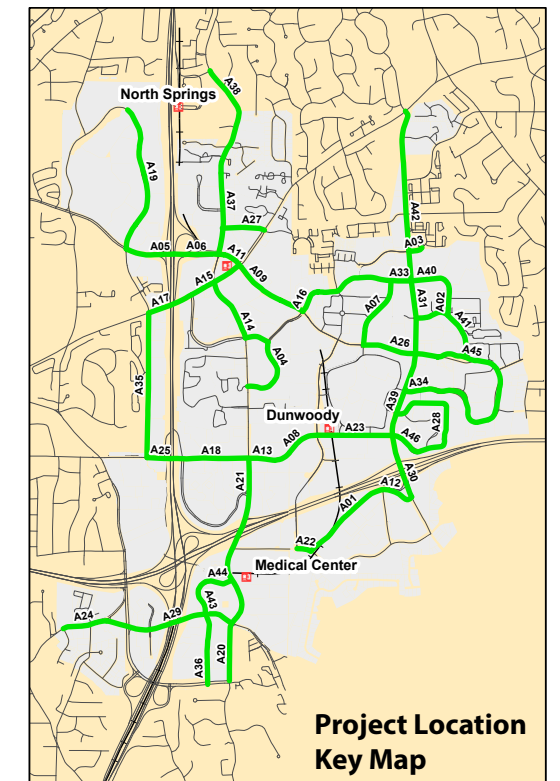 A38
North Springs
A19
A37
A27
A42
A05
A06
A11
A03
A09
A15
A33
A40
A17
A16
A07
A31
A02
A14
A41
A04
A26
A45
A35
A39
A34
Dunwoody
A28
A08
A23
A46
A25
A18
A13
A21
A30
A12
A01
A22
Medical Center
A44
A43
A24
A29
A36
A20
Project Location
Key Map